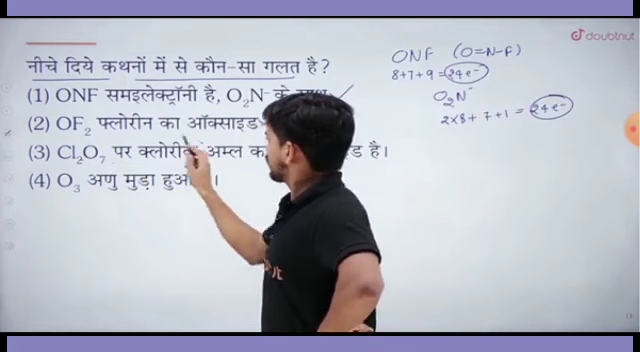 doubtnut
नीचे दिये कथनों में से कौन-सा गलत है?
(1) ONF समइलेक्ट्रॉनी है, O₂N⁻ के
(2) OF₂ फ्लोरीन का ऑक्साइड
(3) Cl₂O₇ पर क्लोरीक अम्ल का है।
(4) O₃ अणु मुड़ा हुआ
ONF (O=N-F)
8+7+9 = 24e⁻
O₂N⁻
2×8 + 7 +1 = 24e⁻